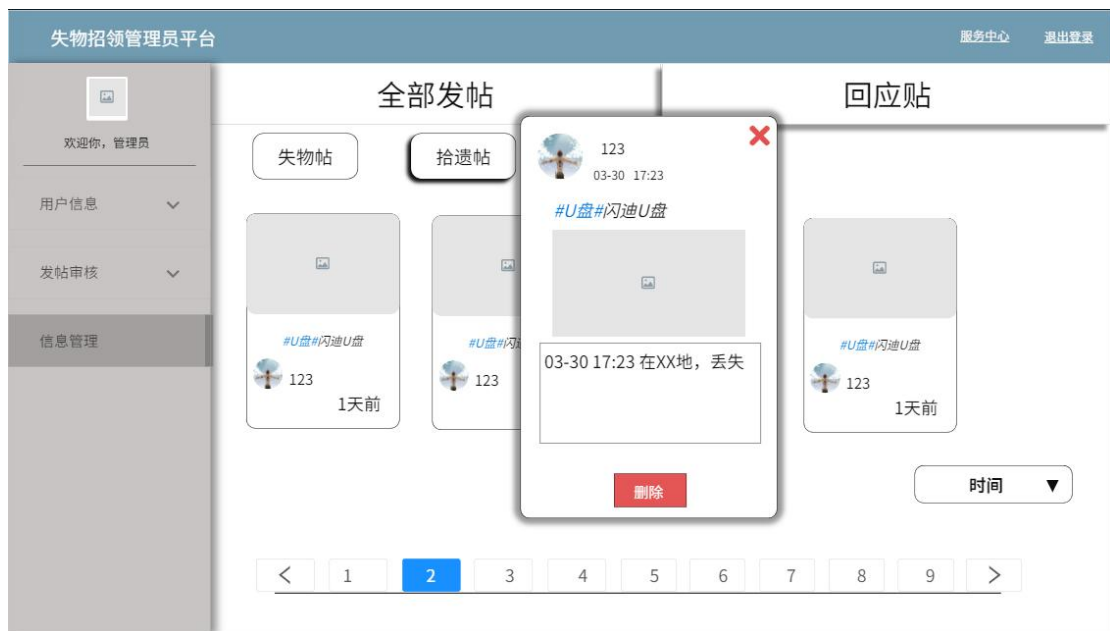 失物招领管理员平台
服务中心
退出登录
欢迎你，管理员
用户信息
发帖审核
信息管理
全部发帖
回应贴
失物帖
拾遗帖
#U盘#闪迪U盘
123
1天前
#U盘#闪
123
#U盘#闪迪U盘
123
1天前
123
03-30 17:23
#U盘#闪迪U盘
03-30 17:23 在XX地，丢失
删除
时间 ▼
< 1 2 3 4 5 6 7 8 9 >